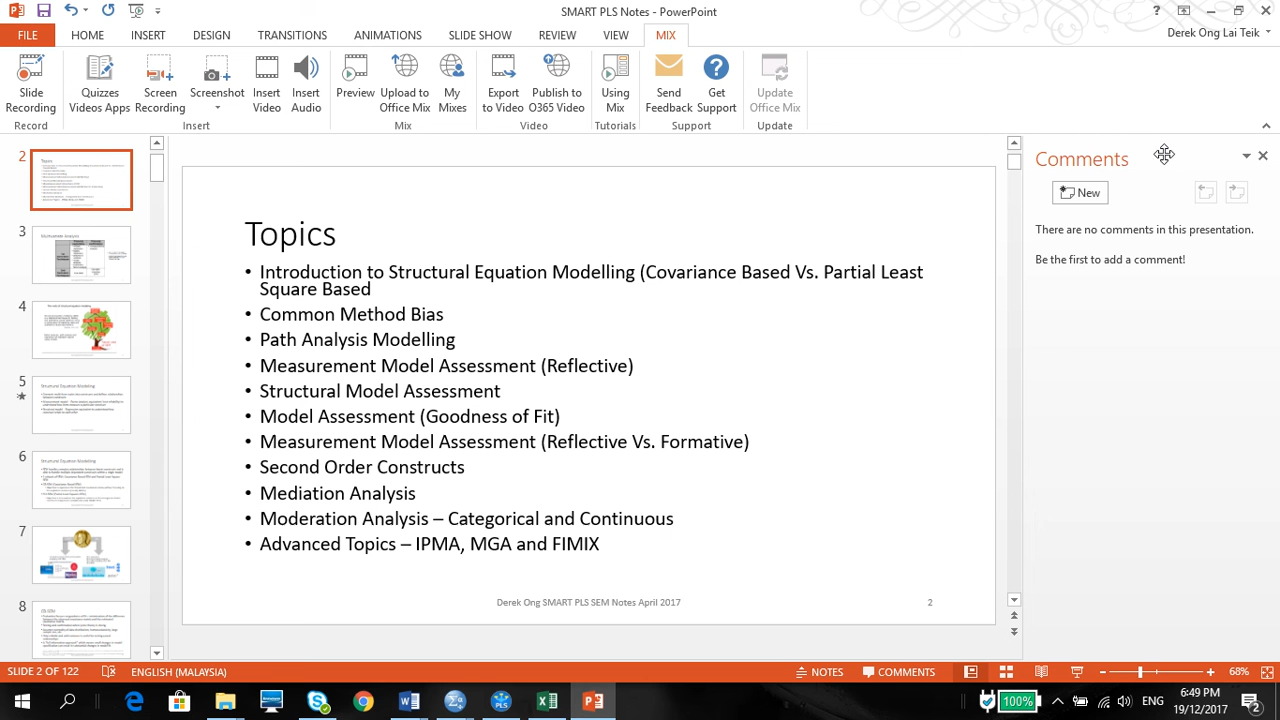 SMART PLS Notes - PowerPoint
FILE HOME INSERT DESIGN TRANSITIONS ANIMATIONS SLIDE SHOW REVIEW VIEW MIX
Derek Ong Lai Teik
Slide Recording
Quizzes Videos Apps
Screen Recording
Screenshot
Insert Video
Insert Audio
Preview
Upload to Office Mix
My Mixes
Export to Video
Publish to O365 Video
Using Mix
Send Feedback
Get Support
Update Office Mix
Record Insert Mix Video Tutorials Support Update
2
3
4
5
6
7
8
Topics
• Introduction to Structural Equation Modelling (Covariance Based Vs. Partial Least
Square Based
• Common Method Bias
• Path Analysis Modelling
• Measurement Model Assessment (Reflective)
• Structural Model Assessment
• Model Assessment (Goodness of Fit)
• Measurement Model Assessment (Reflective Vs. Formative)
• Second Order Constructs
• Mediation Analysis
• Moderation Analysis – Categorical and Continuous
• Advanced Topics – IPMA, MGA and FIMIX
Derek Ong SMART PLS SEM Notes April 2017 2
Comments
New
There are no comments in this presentation.
Be the first to add a comment!
SLIDE 2 OF 122 ENGLISH (MALAYSIA) NOTES COMMENTS 68%
100% ENG 6:49 PM
19/12/2017